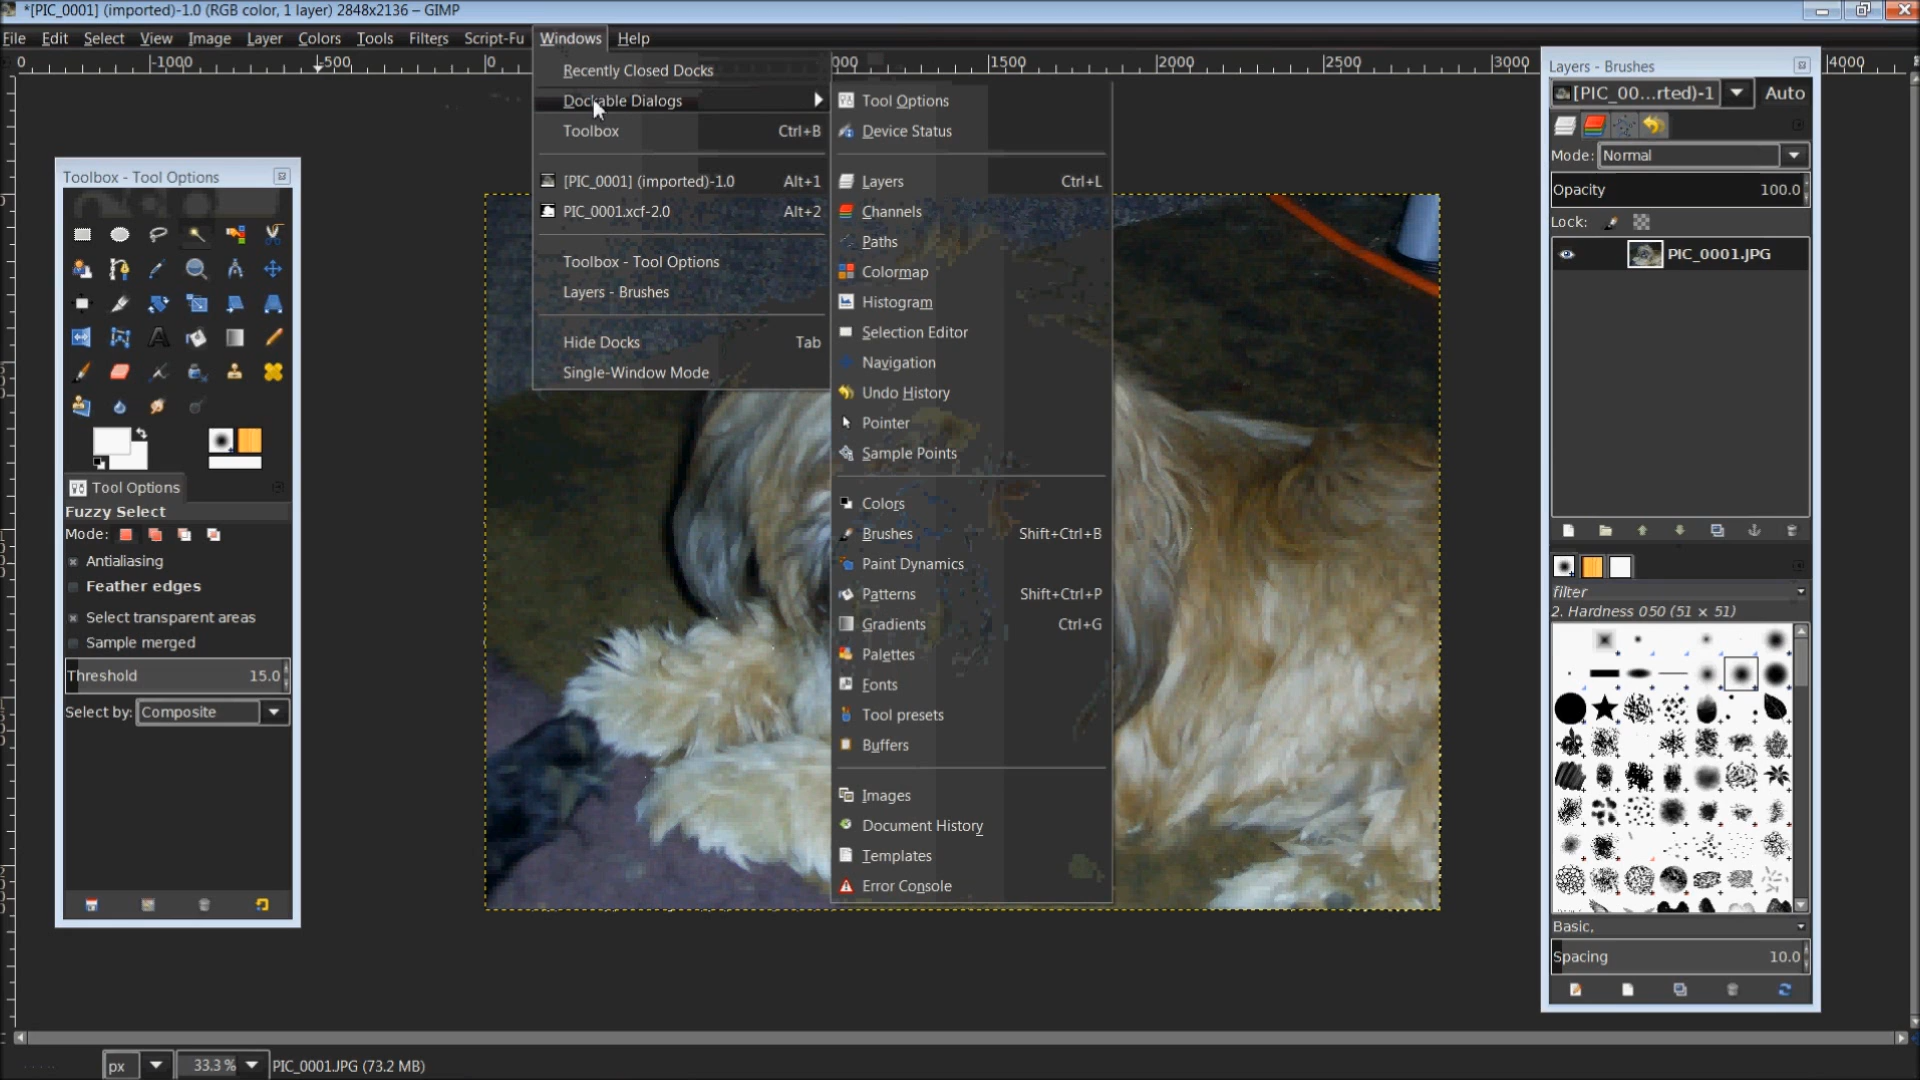 *[PIC_0001] (imported)-1.0 (RGB color, 1 layer) 2848x2136 – GIMP
File Edit Select View Image Layer Colors Tools Filters Script-Fu Windows Help
0 -1000 -500 0 000 1500 2000 2500 3000 4000
Recently Closed Docks
Dockable Dialogs
Toolbox Ctrl+B
[PIC_0001] (imported)-1.0 Alt+1
PIC_0001.xcf-2.0 Alt+2
Toolbox - Tool Options
Layers - Brushes
Hide Docks Tab
Single-Window Mode
Tool Options
Device Status
Layers Ctrl+L
Channels
Paths
Colormap
Histogram
Selection Editor
Navigation
Undo History
Pointer
Sample Points
Colors
Brushes Shift+Ctrl+B
Paint Dynamics
Patterns Shift+Ctrl+P
Gradients Ctrl+G
Palettes
Fonts
Tool presets
Buffers
Images
Document History
Templates
Error Console
Toolbox - Tool Options
Tool Options
Fuzzy Select
Mode:
Antialiasing
Feather edges
Select transparent areas
Sample merged
Threshold 15.0
Select by: Composite
Layers - Brushes
[PIC_00...rted)-1 Auto
Mode: Normal
Opacity 100.0
Lock:
PIC_0001.JPG
filter
2. Hardness 050 (51 × 51)
Basic,
Spacing 10.0
px 33.3 % PIC_0001.JPG (73.2 MB)